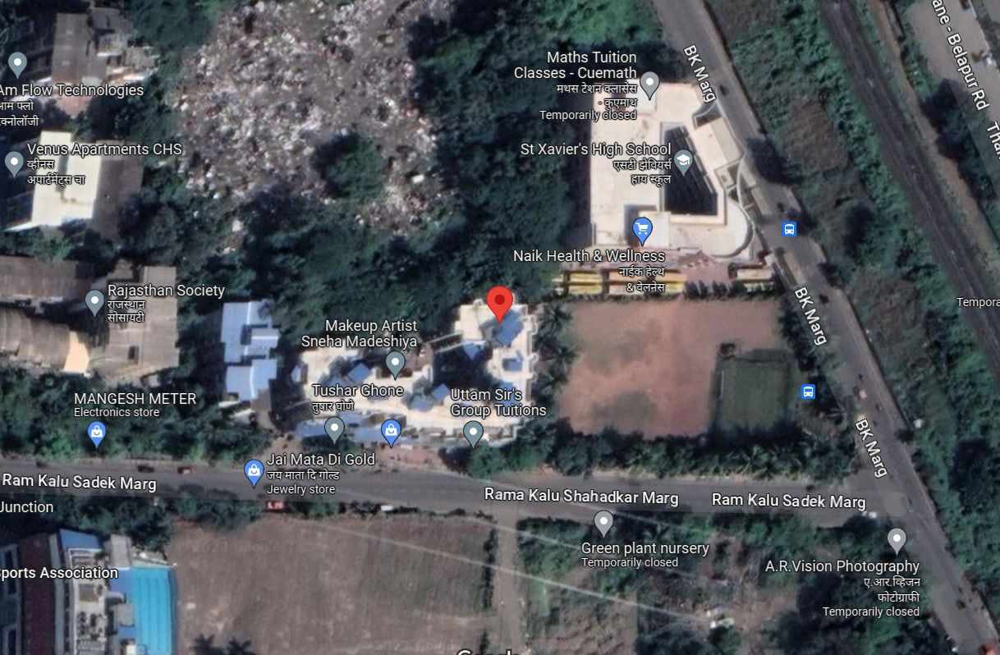 Maths Tuition
Classes - Cuemath
मथस टेशन क्लासेस
- कुएमाथ
Temporarily closed
BK Marg
Thane - Belapur Rd
Am Flow Technologies
आम फ्लो
टेक्नोलॉजी
Venus Apartments CHS
व्हीनस
अपार्टमेंट्स चा
St Xavier's High School
एसटी झेवियर्स
हाय स्कूल
Naik Health & Wellness
नाईक हेल्थ
& वेलनेस
Rajasthan Society
राजस्थान
सोसायटी
BK Marg
Makeup Artist
Sneha Madeshiya
Tushar Ghone
तुषार घोणे
Uttam Sir's
Group Tuitions
MANGESH METER
Electronics store
BK Marg
Jai Mata Di Gold
जय माता दि गोल्ड
Jewelry store
Ram Kalu Sadek Marg
Rama Kalu Shahadkar Marg
Ram Kalu Sadek Marg
Junction
Green plant nursery
Temporarily closed
Sports Association
A.R.Vision Photography
ए.आर.व्हिजन
फोटोग्राफी
Temporarily closed